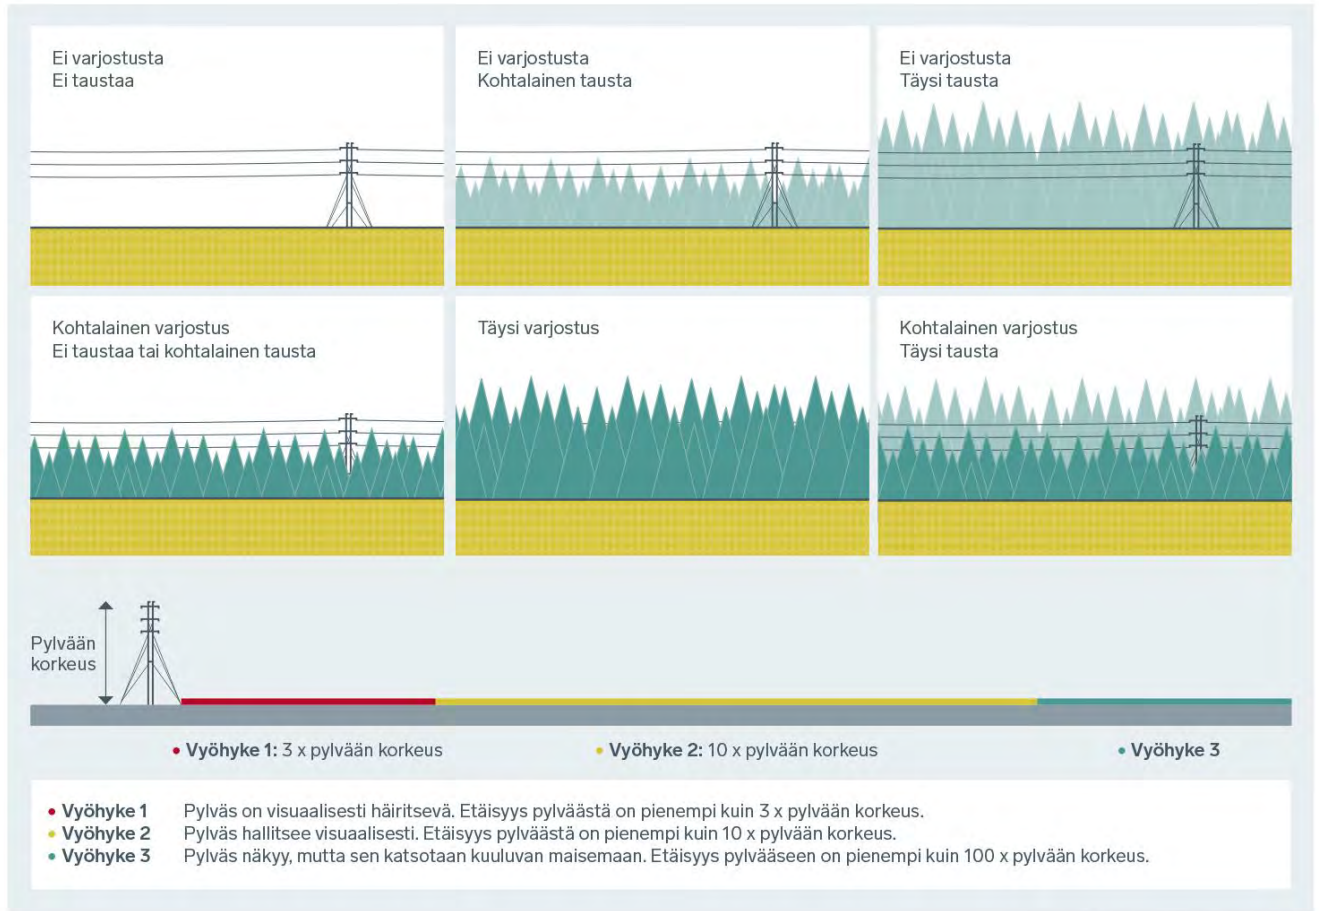 Ei varjostusta
Ei taustaa
Ei varjostusta
Kohtalainen tausta
Ei varjostusta
Täysi tausta
Kohtalainen varjostus
Ei taustaa tai kohtalainen tausta
Täysi varjostus
Kohtalainen varjostus
Täysi tausta
Pylvään
korkeus
• Vyöhyke 1: 3 x pylvään korkeus
• Vyöhyke 2: 10 x pylvään korkeus
• Vyöhyke 3
• Vyöhyke 1 Pylväs on visuaalisesti häiritsevä. Etäisyys pylväästä on pienempi kuin 3 x pylvään korkeus.
• Vyöhyke 2 Pylväs hallitsee visuaalisesti. Etäisyys pylväästä on pienempi kuin 10 x pylvään korkeus.
• Vyöhyke 3 Pylväs näkyy, mutta sen katsotaan kuuluvan maisemaan. Etäisyys pylvääseen on pienempi kuin 100 x pylvään korkeus.